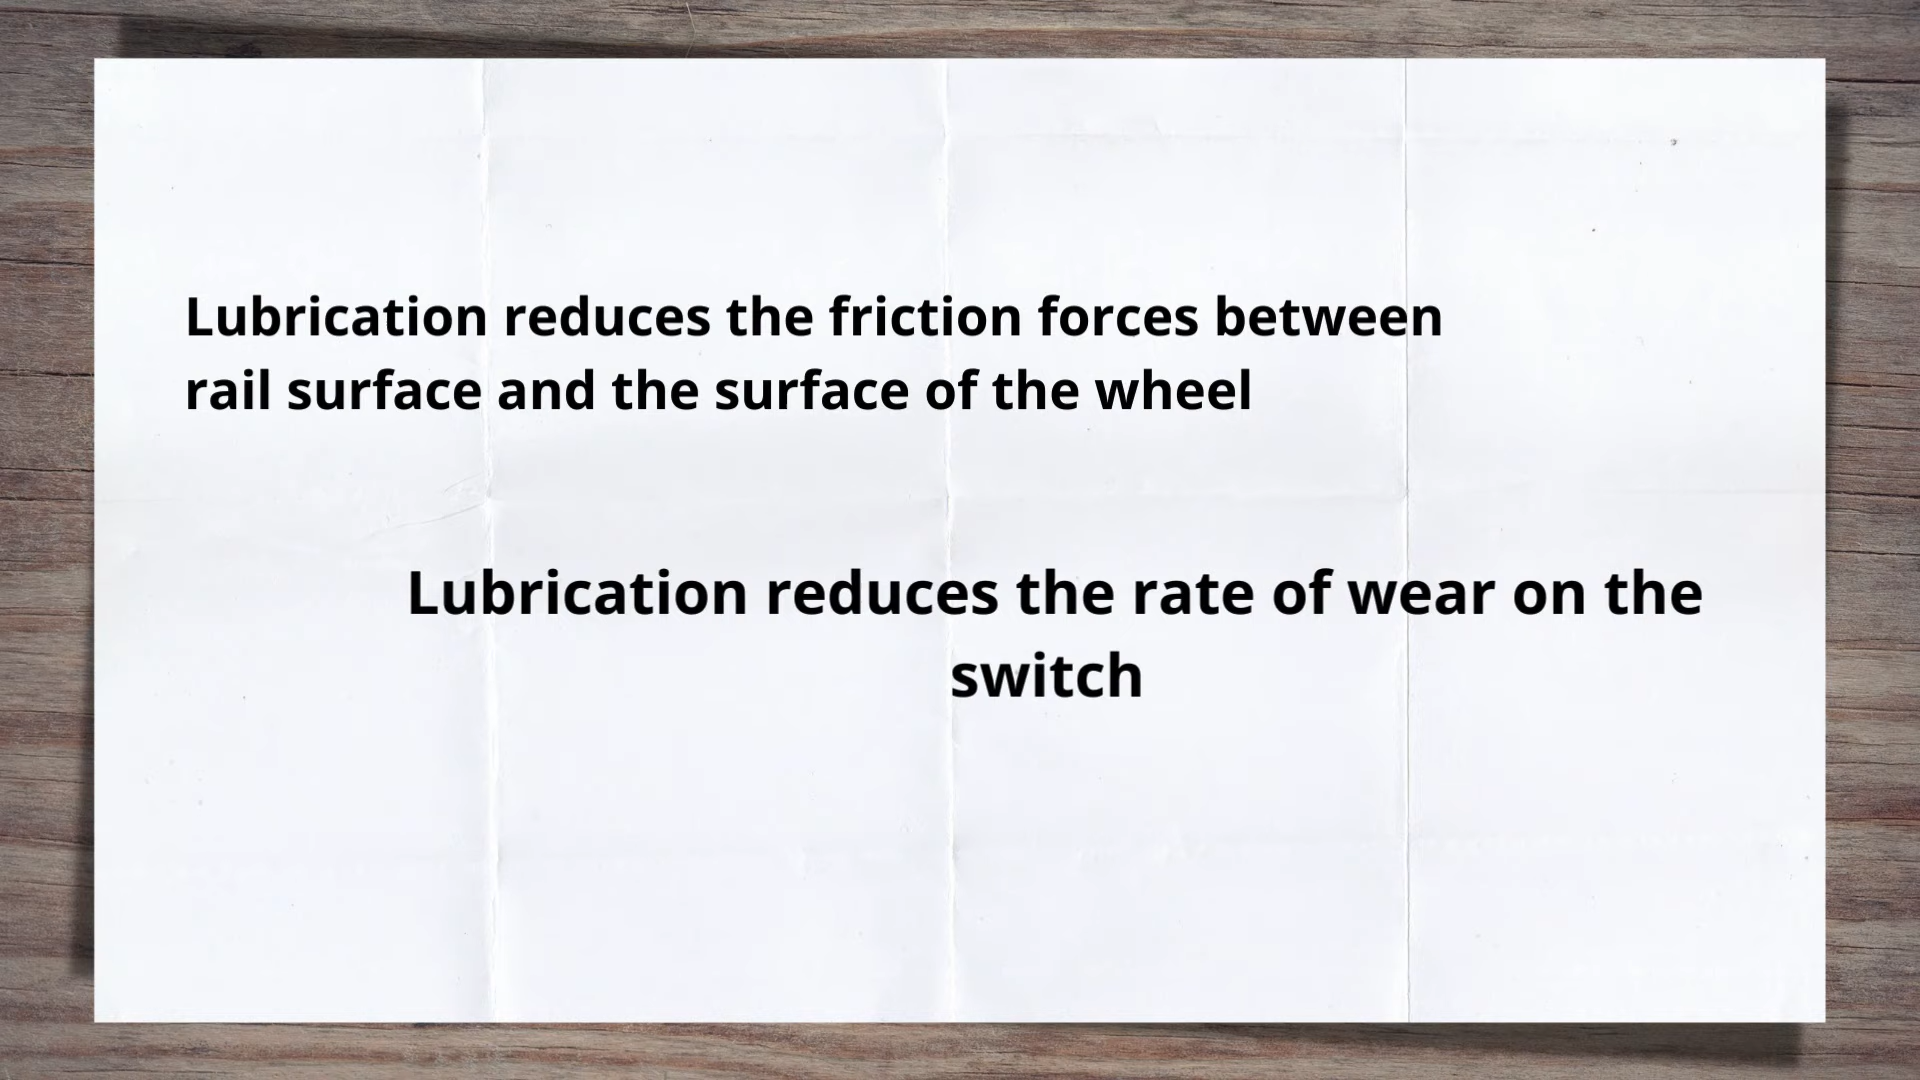 Lubrication reduces the friction forces between
rail surface and the surface of the wheel
Lubrication reduces the rate of wear on the
switch